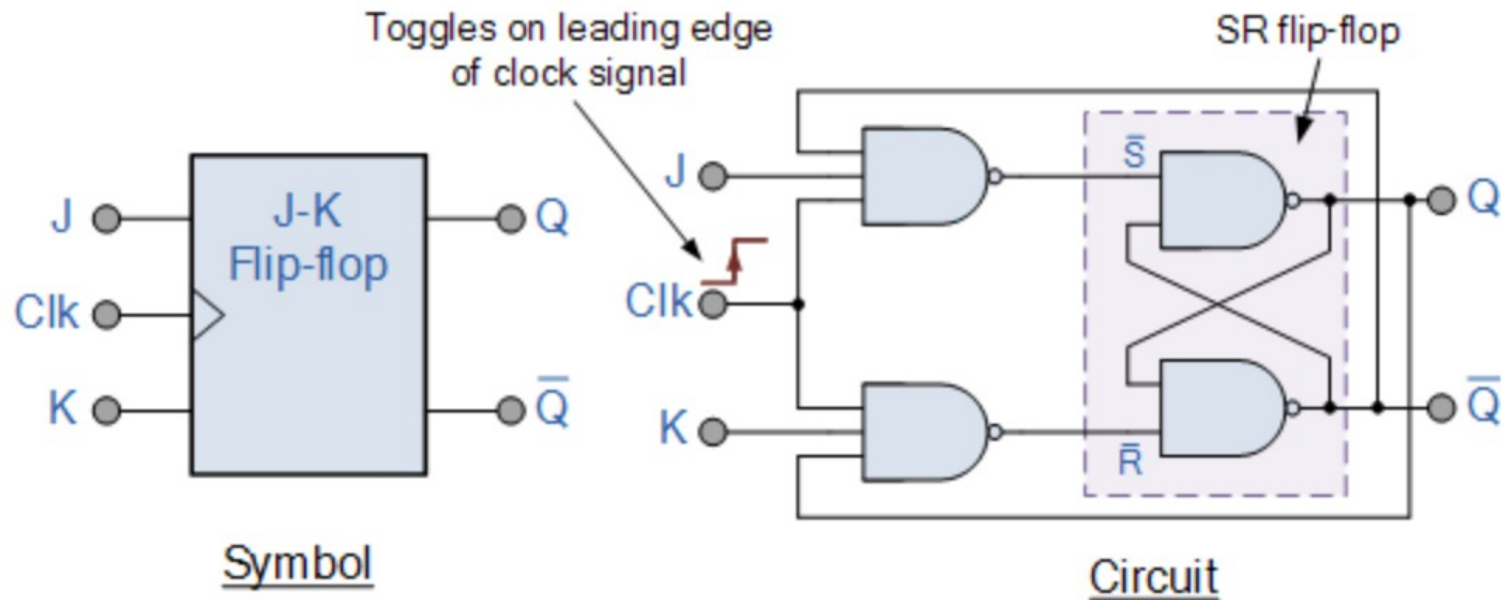 Toggles on leading edge
of clock signal
SR flip-flop
J
Clk
K
J-K
Flip-flop
Q
Q̅
Symbol
J
Clk
K
S̅
R̅
Q
Q̅
Circuit